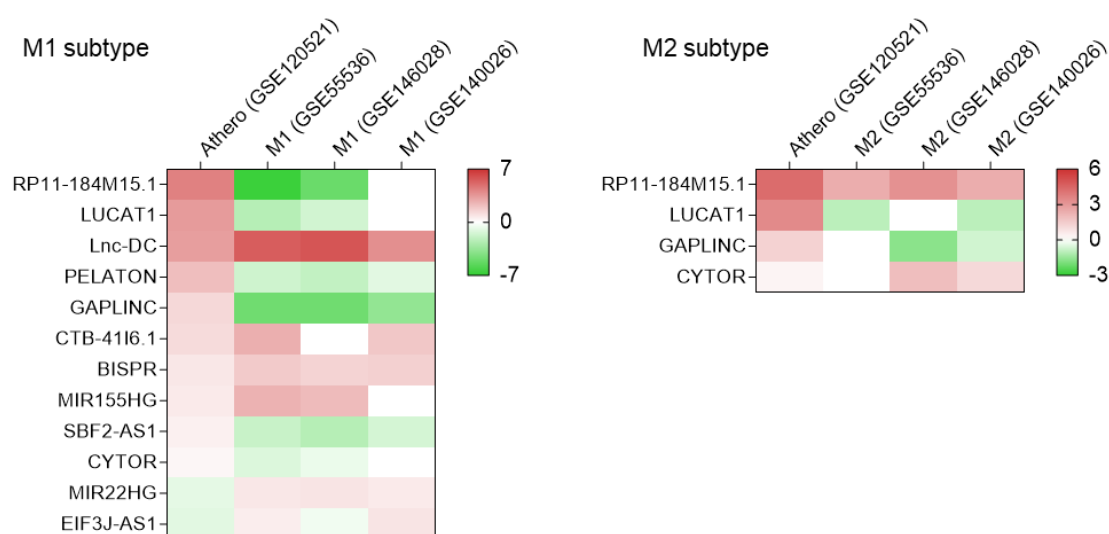 M1 subtype
Athero (GSE120521)
M1 (GSE55536)
M1 (GSE146028)
M1 (GSE140026)
RP11-184M15.1
LUCAT1
Lnc-DC
PELATON
GAPLINC
CTB-41I6.1
BISPR
MIR155HG
SBF2-AS1
CYTOR
MIR22HG
EIF3J-AS1
7
0
-7
M2 subtype
Athero (GSE120521)
M2 (GSE55536)
M2 (GSE146028)
M2 (GSE140026)
RP11-184M15.1
LUCAT1
GAPLINC
CYTOR
6
3
0
-3